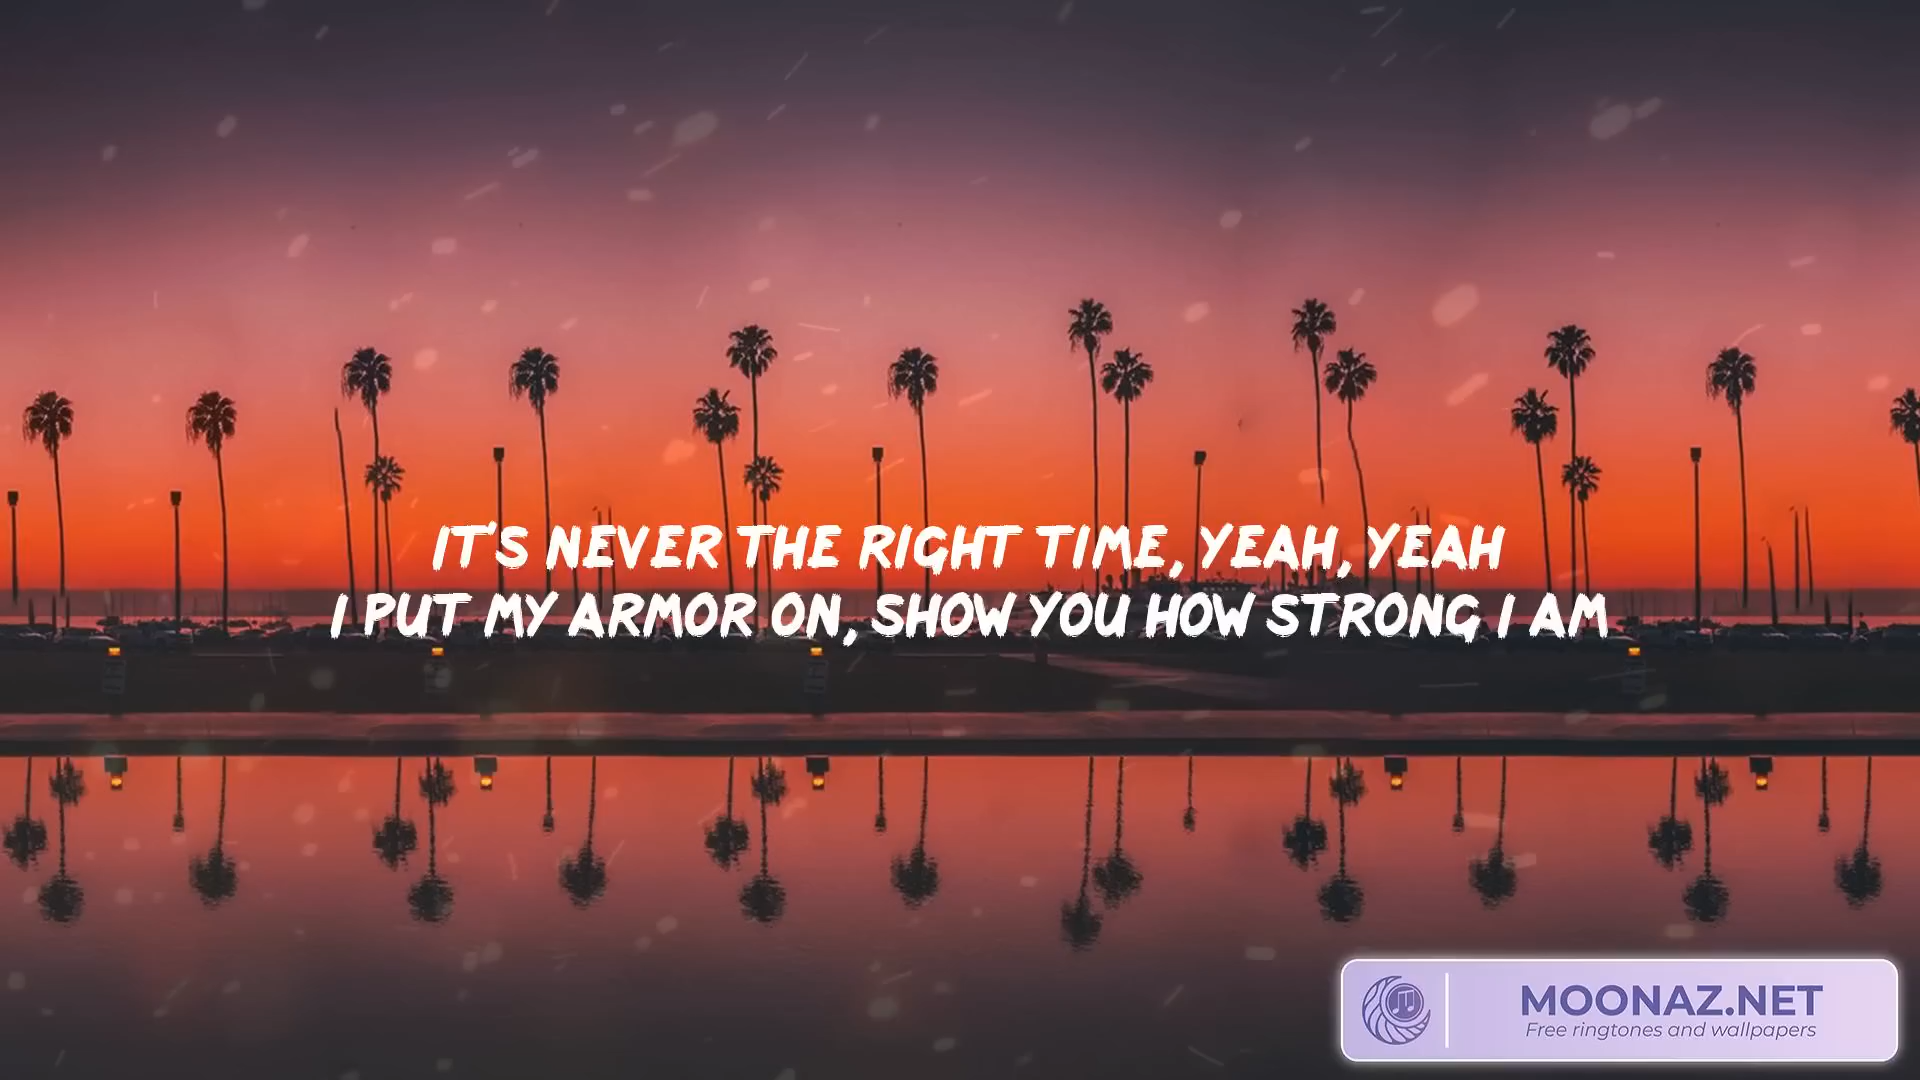 IT'S NEVER THE RIGHT TIME, YEAH, YEAH
I PUT MY ARMOR ON, SHOW YOU HOW STRONG I AM
MOONAZ.NET
Free ringtones and wallpapers